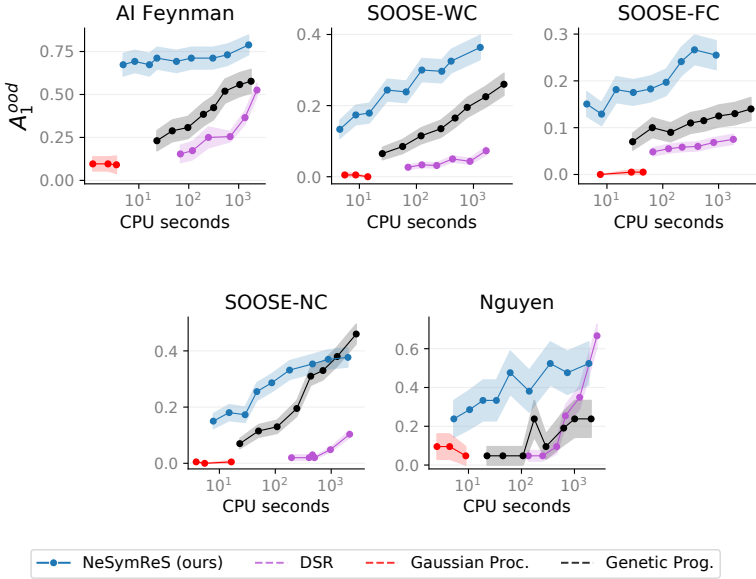 AI Feynman
SOOSE-WC
SOOSE-FC
A₁ᵒᵒᵈ
0.75
0.50
0.25
0.00
10¹ 10² 10³
CPU seconds
0.4
0.2
0.0
10¹ 10² 10³
CPU seconds
0.3
0.2
0.1
0.0
10¹ 10² 10³
CPU seconds
SOOSE-NC
Nguyen
0.4
0.2
0.0
10¹ 10² 10³
CPU seconds
0.6
0.4
0.2
0.0
10¹ 10² 10³
CPU seconds
NeSymReS (ours) DSR Gaussian Proc. Genetic Prog.